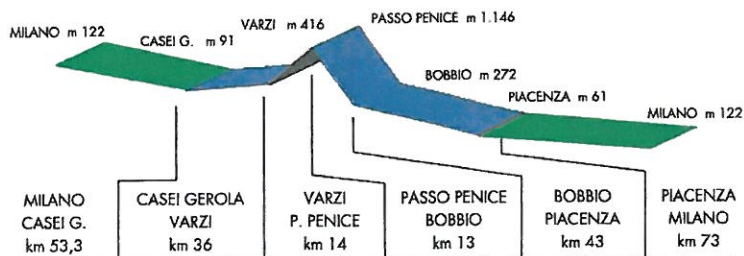 MILANO m 122
CASEI G. m 91
VARZI m 416
PASSO PENICE m 1.146
BOBBIO m 272
PIACENZA m 61
MILANO m 122
MILANO
CASEI G.
km 53,3
CASEI GEROLA
VARZI
km 36
VARZI
P. PENICE
km 14
PASSO PENICE
BOBBIO
km 13
BOBBIO
PIACENZA
km 43
PIACENZA
MILANO
km 73